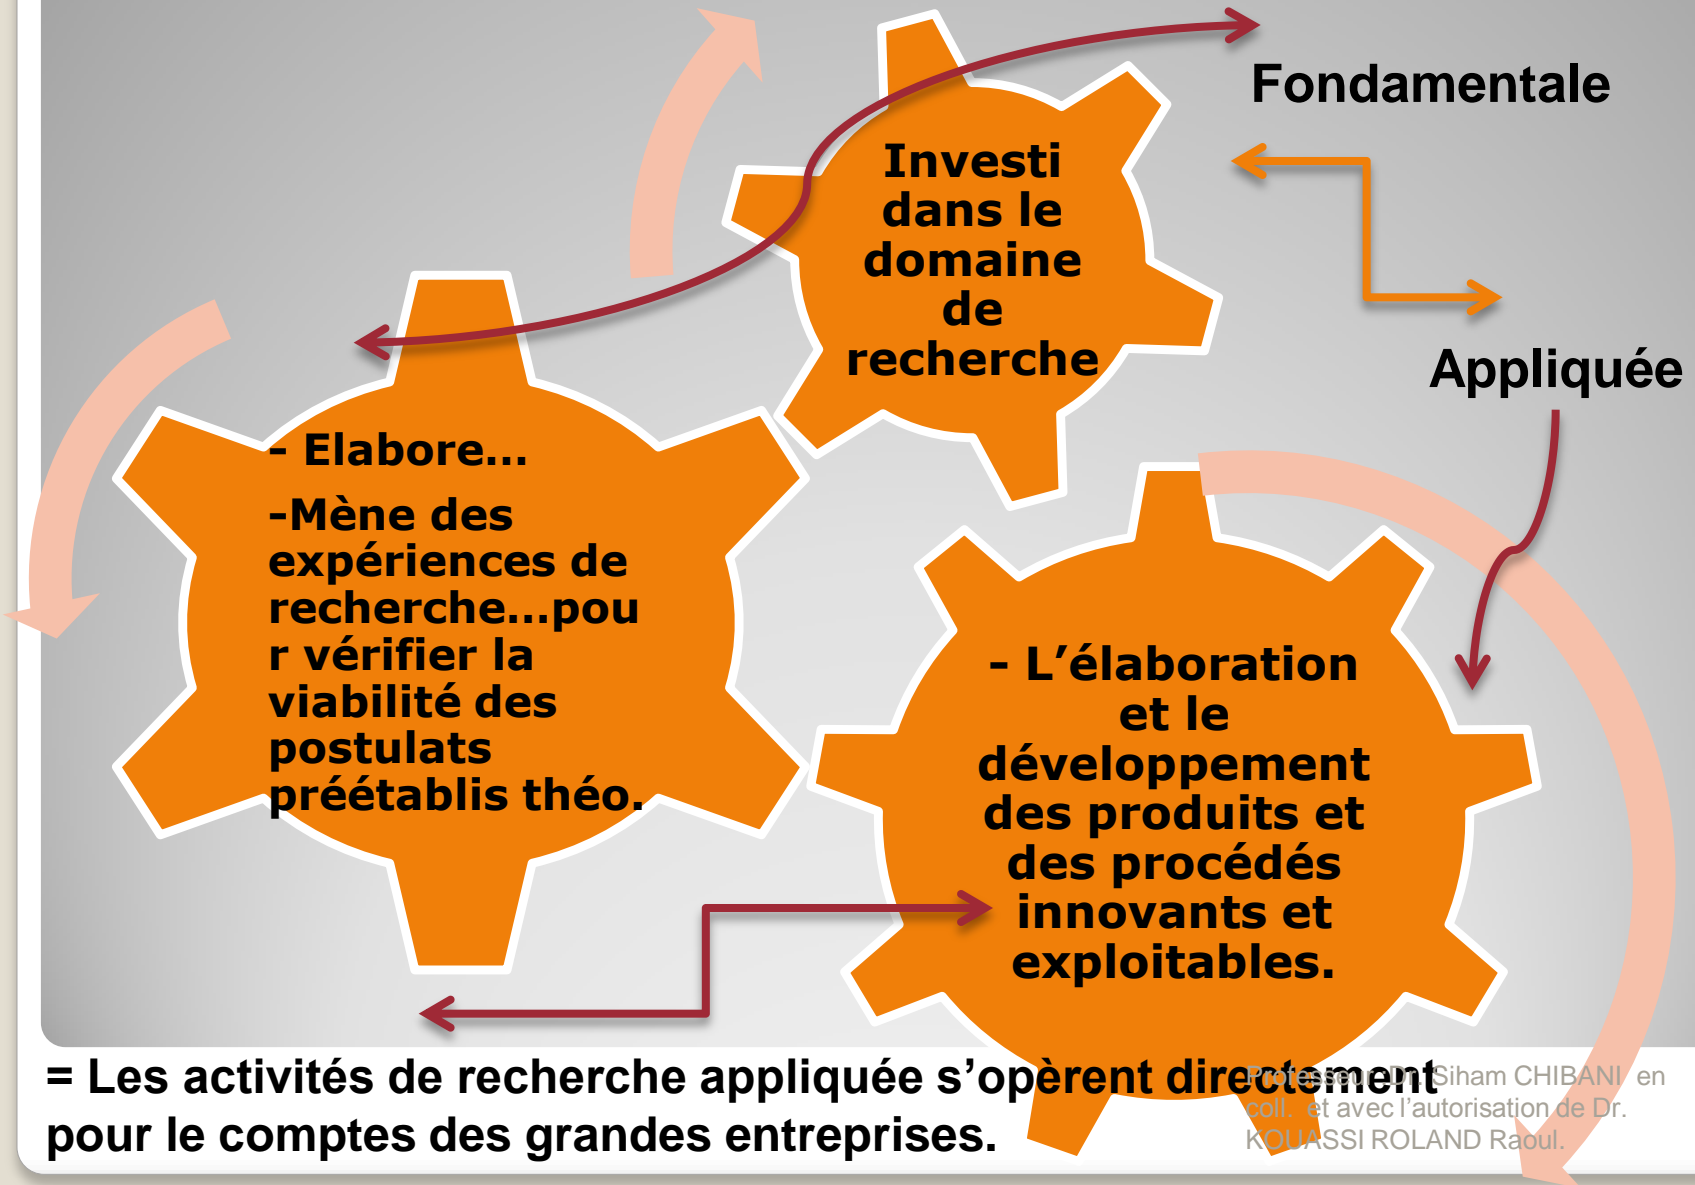 Fondamentale
Investi
dans le
domaine
de
recherche
Appliquée
- Elabore...
-Mène des
expériences de
recherche...pou
r vérifier la
viabilité des
postulats
préétablis théo.
- L’élaboration
et le
développement
des produits et
des procédés
innovants et
exploitables.
= Les activités de recherche appliquée s’opèrent directement
pour le comptes des grandes entreprises.
Professeur :Dr. Siham CHIBANI en
coll. et avec l’autorisation de Dr.
KOUASSI ROLAND Raoul.